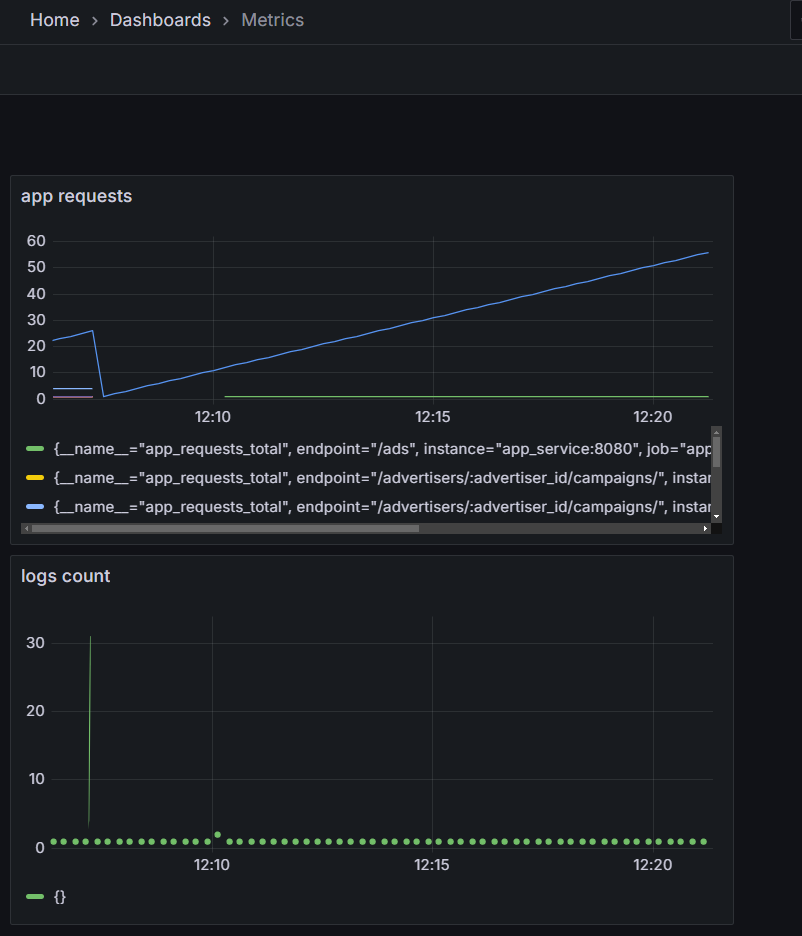 Home › Dashboards › Metrics
app requests
60
50
40
30
20
10
0
12:10 12:15 12:20
{__name__="app_requests_total", endpoint="/ads", instance="app_service:8080", job="app
{__name__="app_requests_total", endpoint="/advertisers/:advertiser_id/campaigns/", instar
{__name__="app_requests_total", endpoint="/advertisers/:advertiser_id/campaigns/", instar
logs count
30
20
10
0
12:10 12:15 12:20
{}